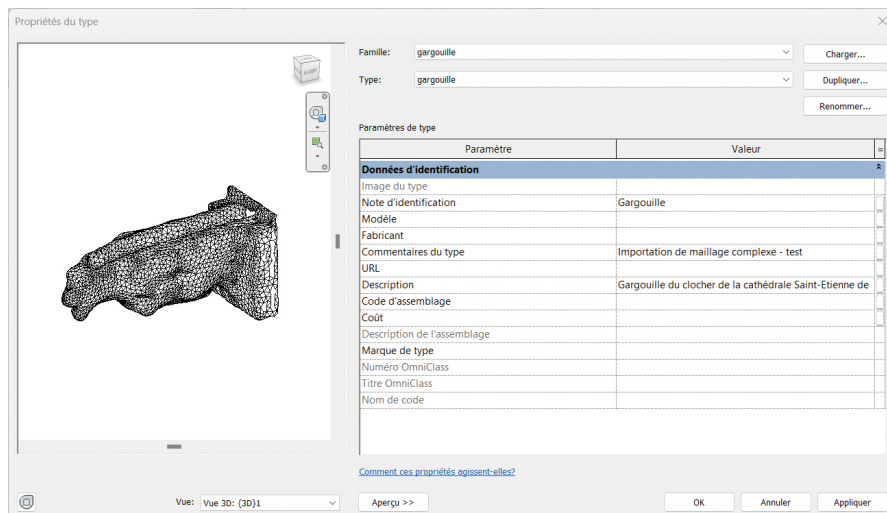 Propriétés du type
Famille: gargouille
Charger...
Type: gargouille
Dupliquer...
Renommer...
Paramètres de type
Paramètre Valeur =
Données d'identification
Image du type
Note d'identification Gargouille
Modèle
Fabricant
Commentaires du type Importation de maillage complexe - test
URL
Description Gargouille du clocher de la cathédrale Saint-Etienne de
Code d'assemblage
Coût
Description de l'assemblage
Marque de type
Numéro OmniClass
Titre OmniClass
Nom de code
Comment ces propriétés agissent-elles?
Vue: Vue 3D: {3D}1
Aperçu >>
OK
Annuler
Appliquer